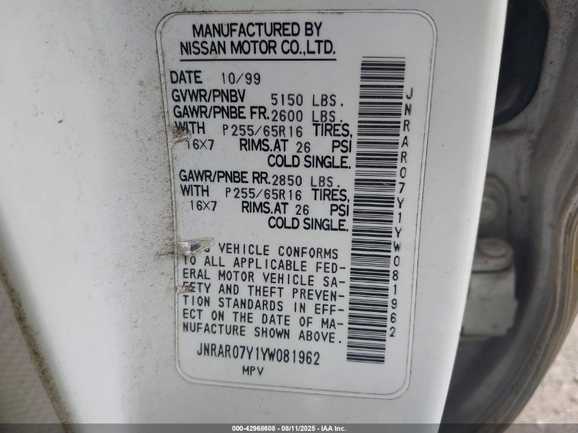 MANUFACTURED BY
NISSAN MOTOR CO.,LTD.
DATE 10/99
GVWR/PNBV 5150 LBS.
GAWR/PNBE FR. 2600 LBS.
WITH P255/65R16 TIRES,
16X7 RIMS.AT 26 PSI
COLD SINGLE.
GAWR/PNBE RR. 2850 LBS.
WITH P255/65R16 TIRES,
16X7 RIMS.AT 26 PSI
COLD SINGLE.
VEHICLE CONFORMS
TO ALL APPLICABLE FED-
ERAL MOTOR VEHICLE SA-
FETY AND THEFT PREVEN-
TION STANDARDS IN EFF-
ECT ON THE DATE OF MA-
NUFACTURE SHOWN ABOVE.
JNRAR07Y1YW081962
MPV
JNRAR07Y1YW081962
000-42968608 - 08/11/2025 - IAA Inc.